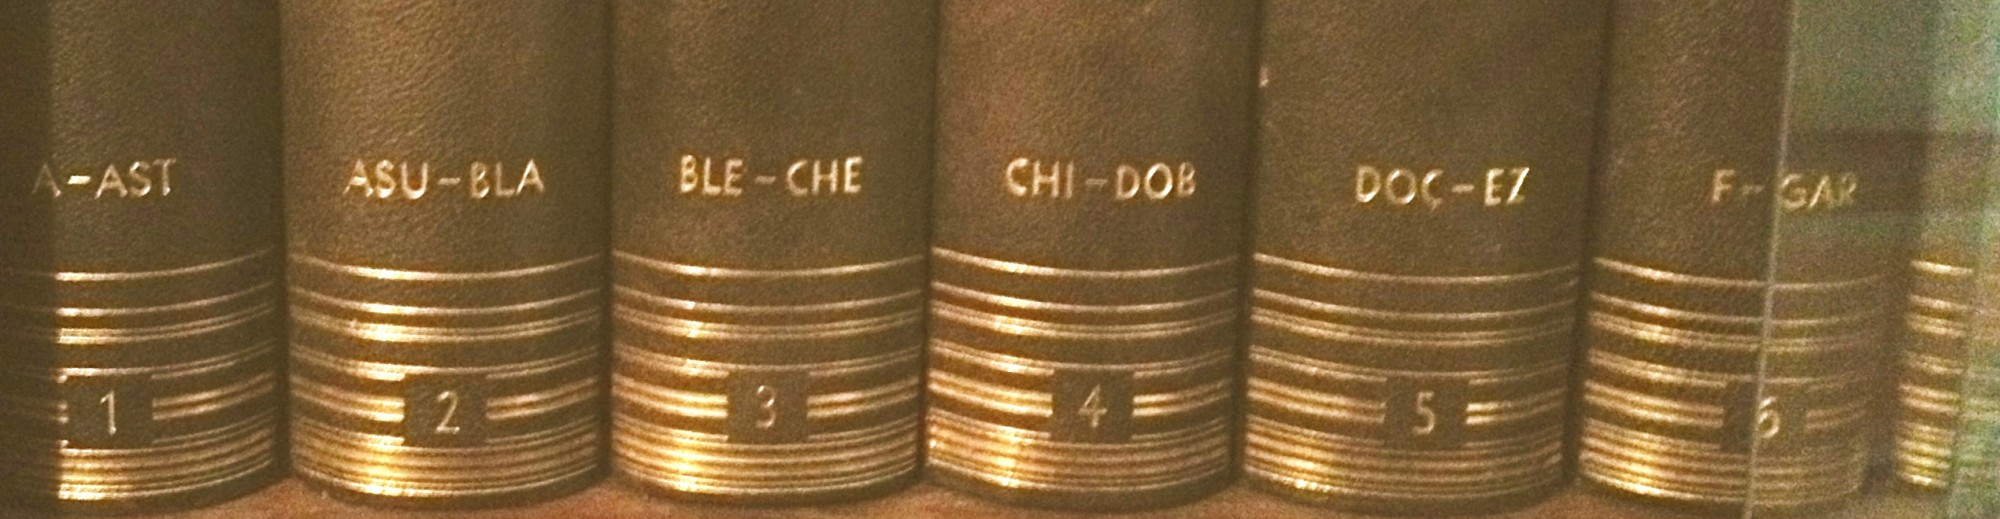 A-AST
1
ASU-BLA
2
BLE-CHE
3
CHI-DOB
4
DOÇ-EZ
5
F-GAR
6